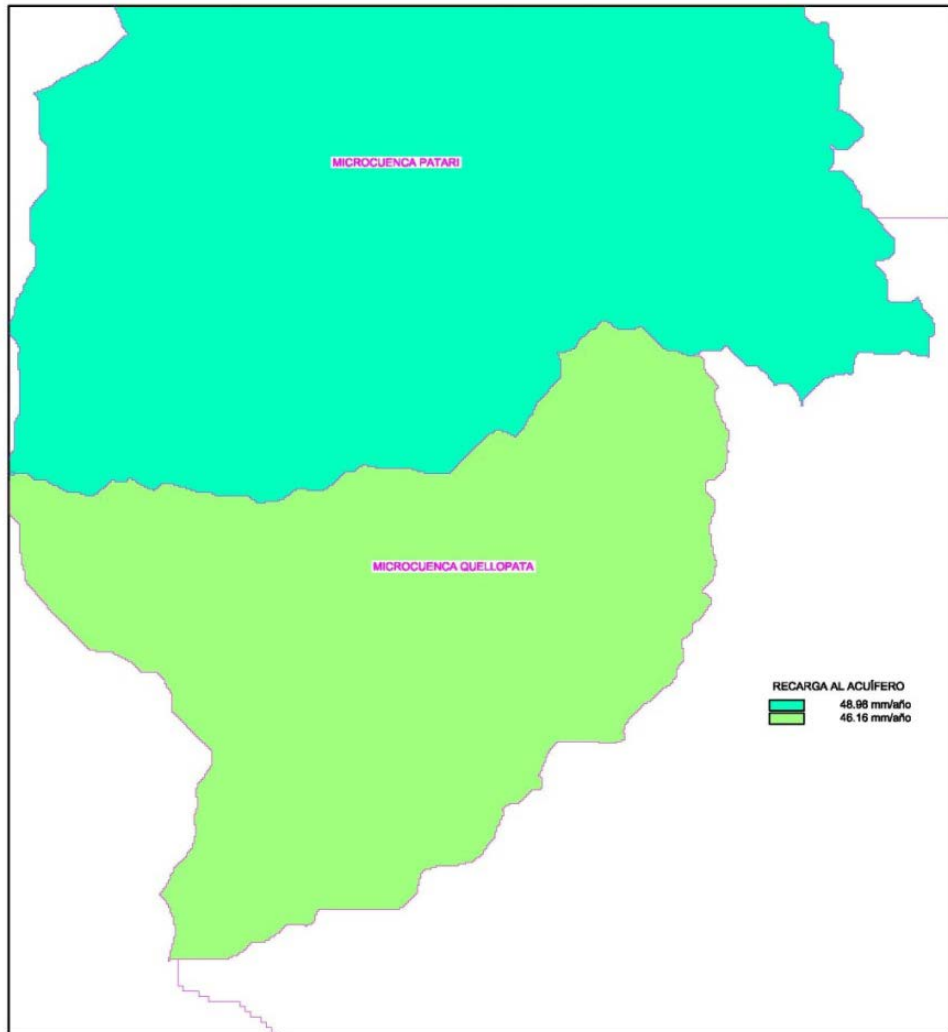 MICROCUENCA PATARI
MICROCUENCA QUELLOPATA
RECARGA AL ACUÍFERO
48.98 mm/año
46.16 mm/año